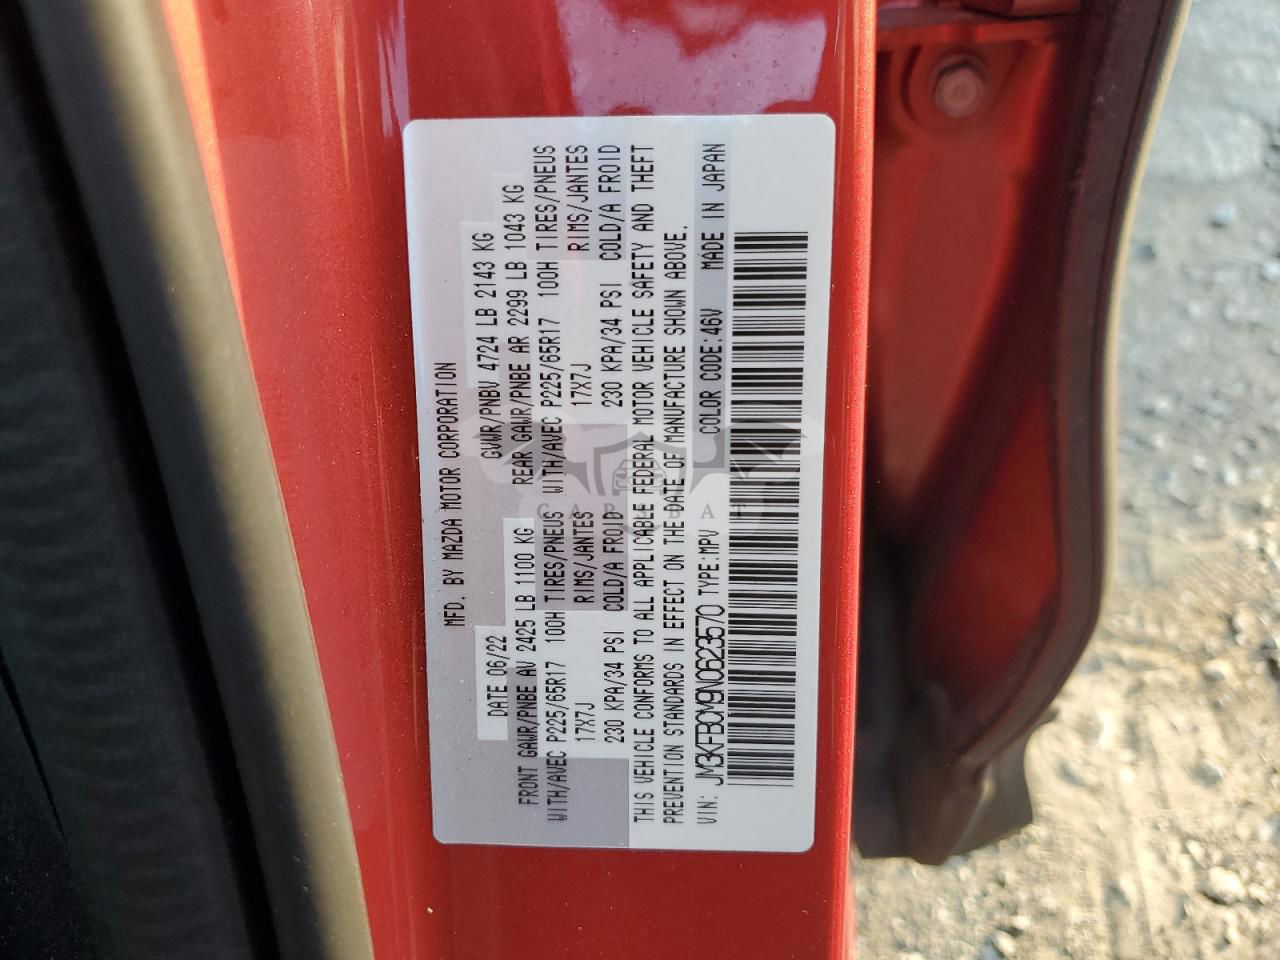 MFD. BY MAZDA MOTOR CORPORATION
DATE 06/22 GVWR/PNBV 4724 LB 2143 KG
FRONT GAWR/PNBE AV 2425 LB 1100 KG REAR GAWR/PNBE AR 2299 LB 1043 KG
WITH/AVEC P225/65R17 100H TIRES/PNEUS WITH/AVEC P225/65R17 100H TIRES/PNEUS
17X7J RIMS/JANTES 17X7J RIMS/JANTES
230 KPA/34 PSI COLD/A FROID 230 KPA/34 PSI COLD/A FROID
THIS VEHICLE CONFORMS TO ALL APPLICABLE FEDERAL MOTOR VEHICLE SAFETY AND THEFT
PREVENTION STANDARDS IN EFFECT ON THE DATE OF MANUFACTURE SHOWN ABOVE.
VIN: JM3KFBCM9N0623570 TYPE:MPV COLOR CODE:46V MADE IN JAPAN
CARSBAT